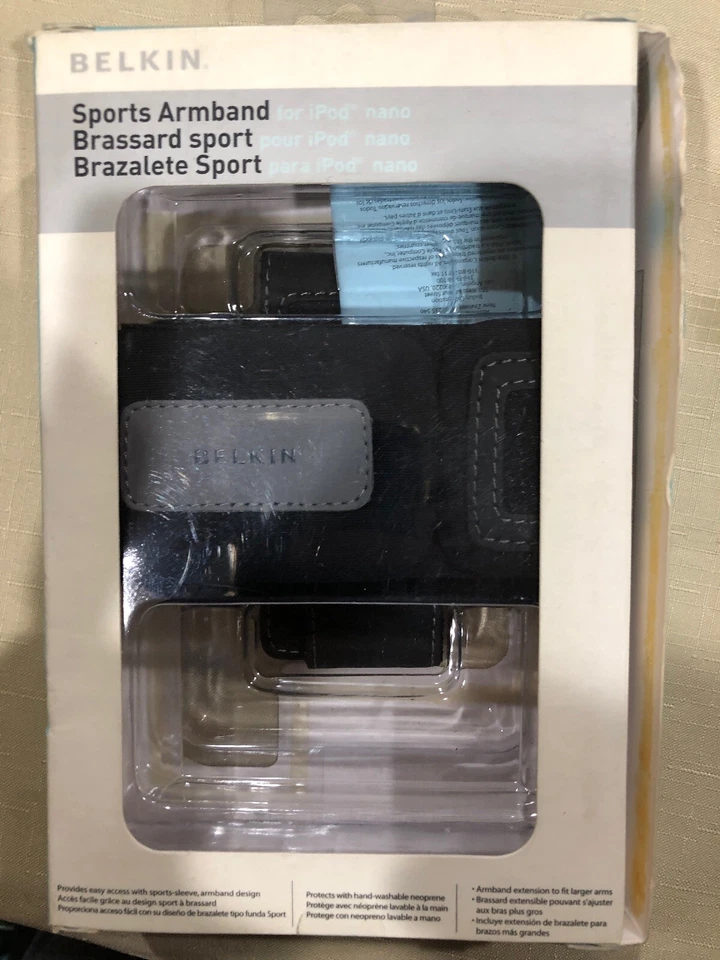 BELKIN.
Sports Armband for iPod™ nano
Brassard sport pour iPod™ nano
Brazalete Sport para iPod™ nano
BELKIN
Provides easy access with sports-sleeve, armband design
Accès facile grâce au design sport à brassard
Proporciona acceso fácil con su diseño de brazalete tipo funda Sport
Protects with hand-washable neoprene
Protège avec néoprène lavable à la main
Protege con neopreno lavable a mano
• Armband extension to fit larger arms
• Brassard extensible pouvant s'ajuster
aux bras plus gros
• Incluye extensión de brazalete para
brazos más grandes